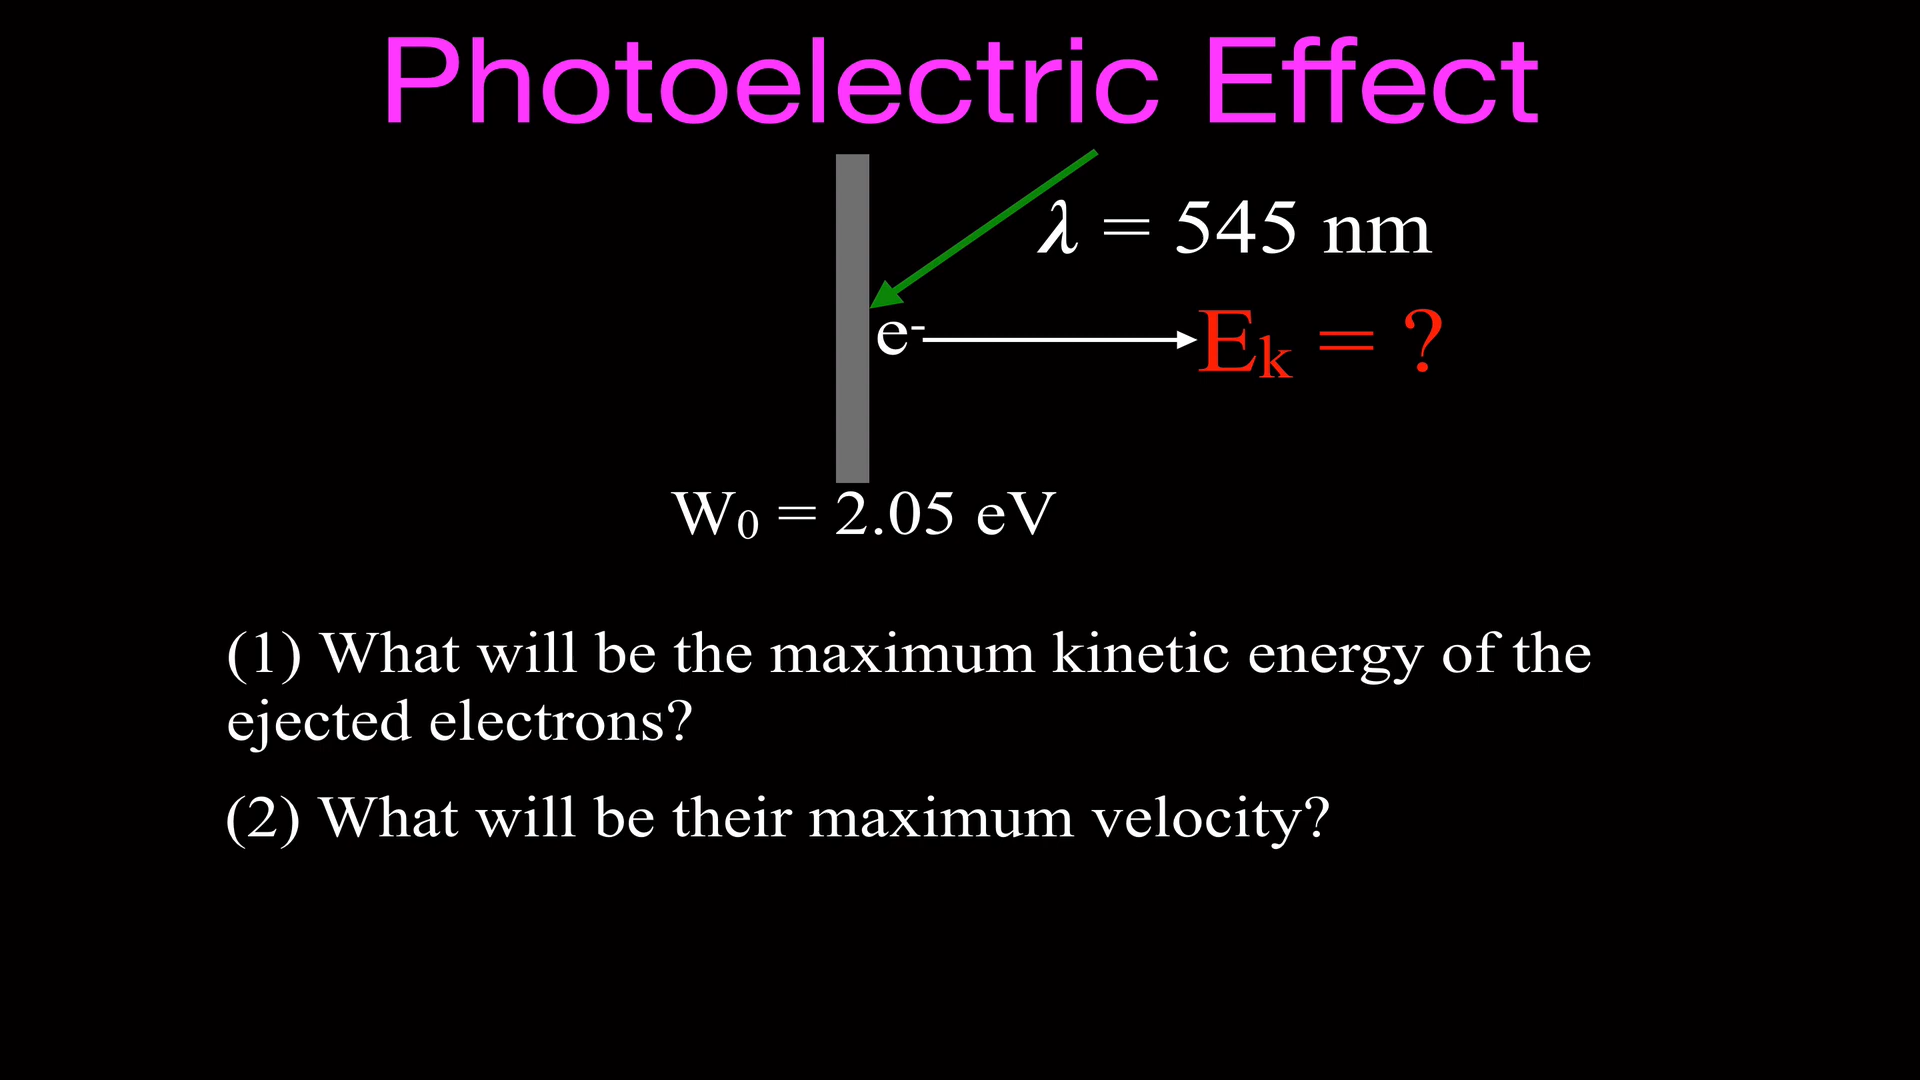 Photoelectric Effect
λ = 545 nm
e⁻
Eₖ = ?
W₀ = 2.05 eV
(1) What will be the maximum kinetic energy of the
ejected electrons?
(2) What will be their maximum velocity?